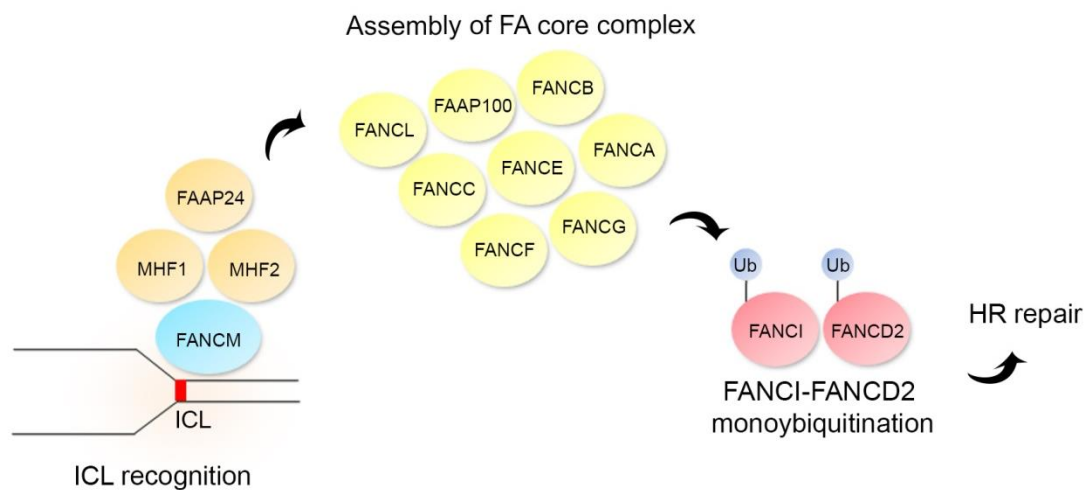 Assembly of FA core complex
FANCB
FAAP100
FANCL
FANCA
FANCE
FANCC
FANCG
FANCF
FAAP24
MHF1 MHF2
FANCM
ICL
ICL recognition
Ub Ub
FANCI FANCD2
FANCI-FANCD2
monoybiquitination
HR repair